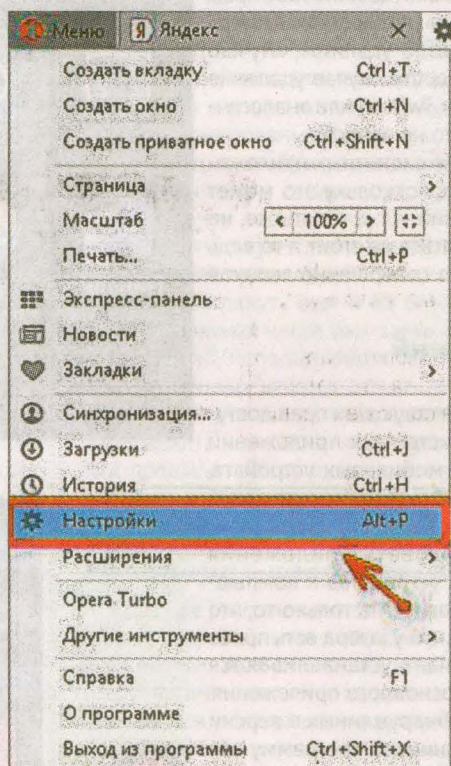 Меню Яндекс
Создать вкладку Ctrl+T
Создать окно Ctrl+N
Создать приватное окно Ctrl+Shift+N
Страница
Масштаб 100%
Печать... Ctrl+P
Экспресс-панель
Новости
Закладки
Синхронизация...
Загрузки Ctrl+J
История Ctrl+H
Настройки Alt+P
Расширения
Opera Turbo
Другие инструменты
Справка F1
О программе
Выход из программы Ctrl+Shift+X